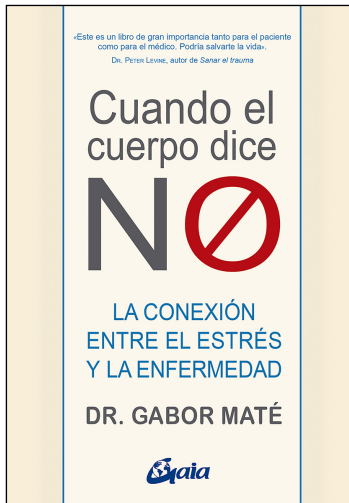 «Este es un libro de gran importancia tanto para el paciente
como para el médico. Podría salvarte la vida».
Dr. Peter Levine, autor de Sanar el trauma
Cuando el
cuerpo dice
NO
LA CONEXIÓN
ENTRE EL ESTRÉS
Y LA ENFERMEDAD
DR. GABOR MATÉ
Gaia